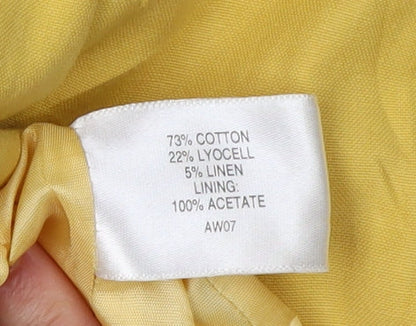 73% COTTON
22% LYOCELL
5% LINEN
LINING:
100% ACETATE
AW07